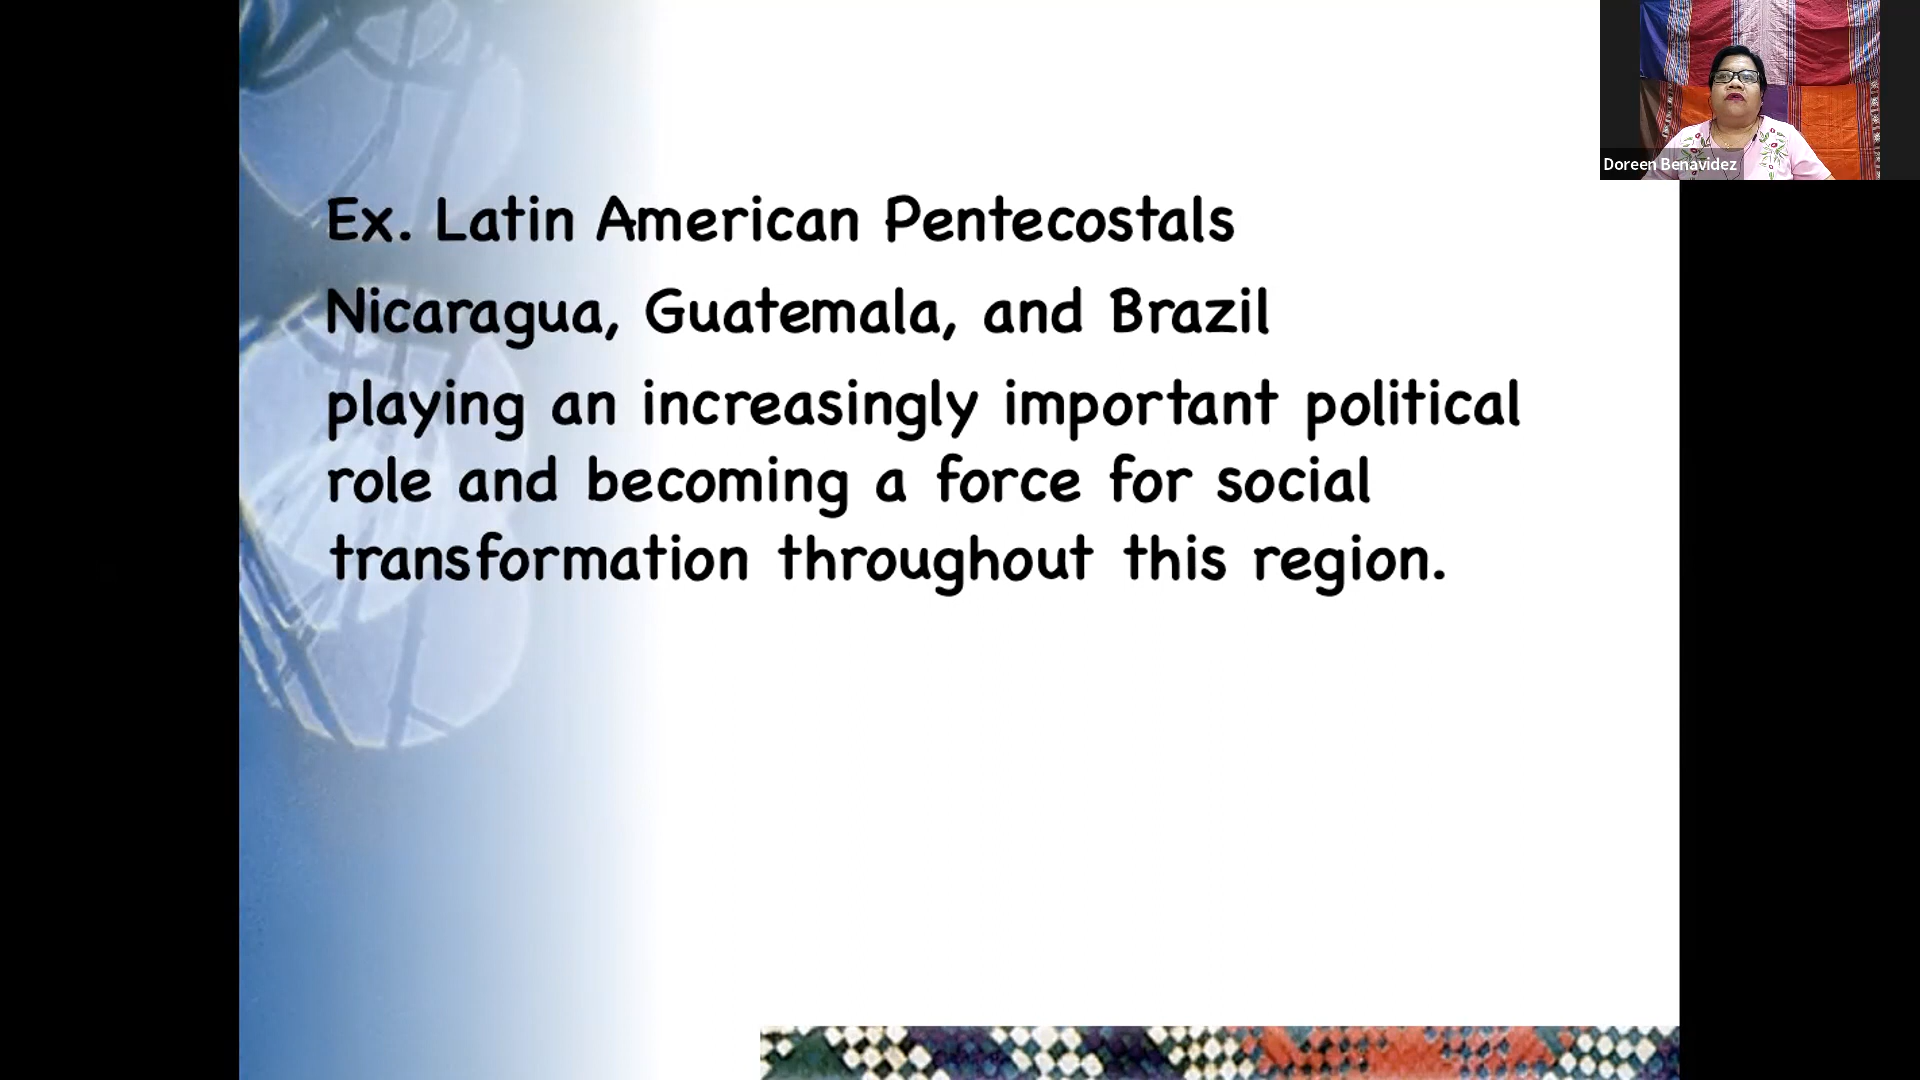 Ex. Latin American Pentecostals
Nicaragua, Guatemala, and Brazil
playing an increasingly important political
role and becoming a force for social
transformation throughout this region.
Doreen Benavidez